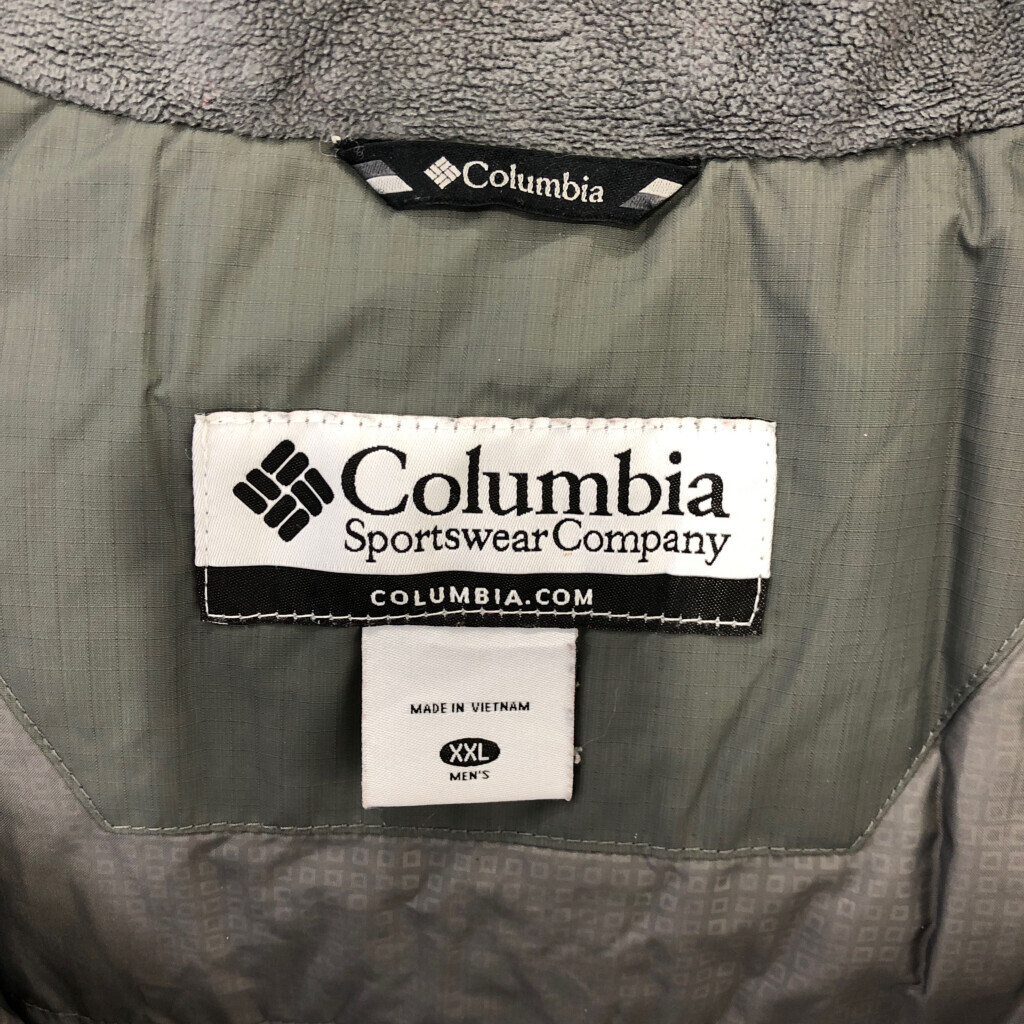 Columbia
Columbia
Sportswear Company
COLUMBIA.COM
MADE IN VIETNAM
XXL
MEN'S